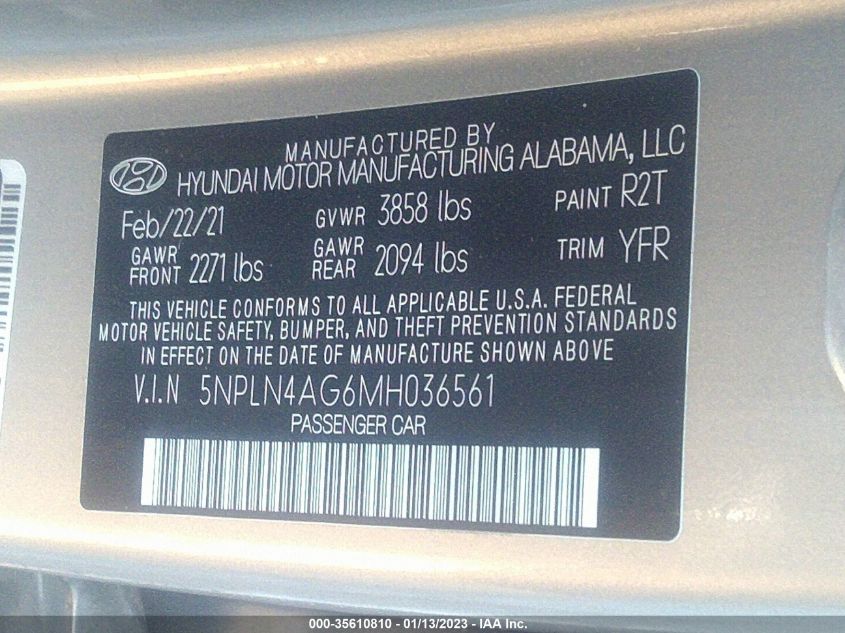 MANUFACTURED BY
HYUNDAI MOTOR MANUFACTURING ALABAMA, LLC
Feb/22/21 GVWR 3858 lbs PAINT R2T
GAWR FRONT 2271 lbs GAWR REAR 2094 lbs TRIM YFR
THIS VEHICLE CONFORMS TO ALL APPLICABLE U.S.A. FEDERAL
MOTOR VEHICLE SAFETY, BUMPER, AND THEFT PREVENTION STANDARDS
IN EFFECT ON THE DATE OF MANUFACTURE SHOWN ABOVE
V.I.N 5NPLN4AG6MH036561
PASSENGER CAR
000-35610810 - 01/13/2023 - IAA Inc.